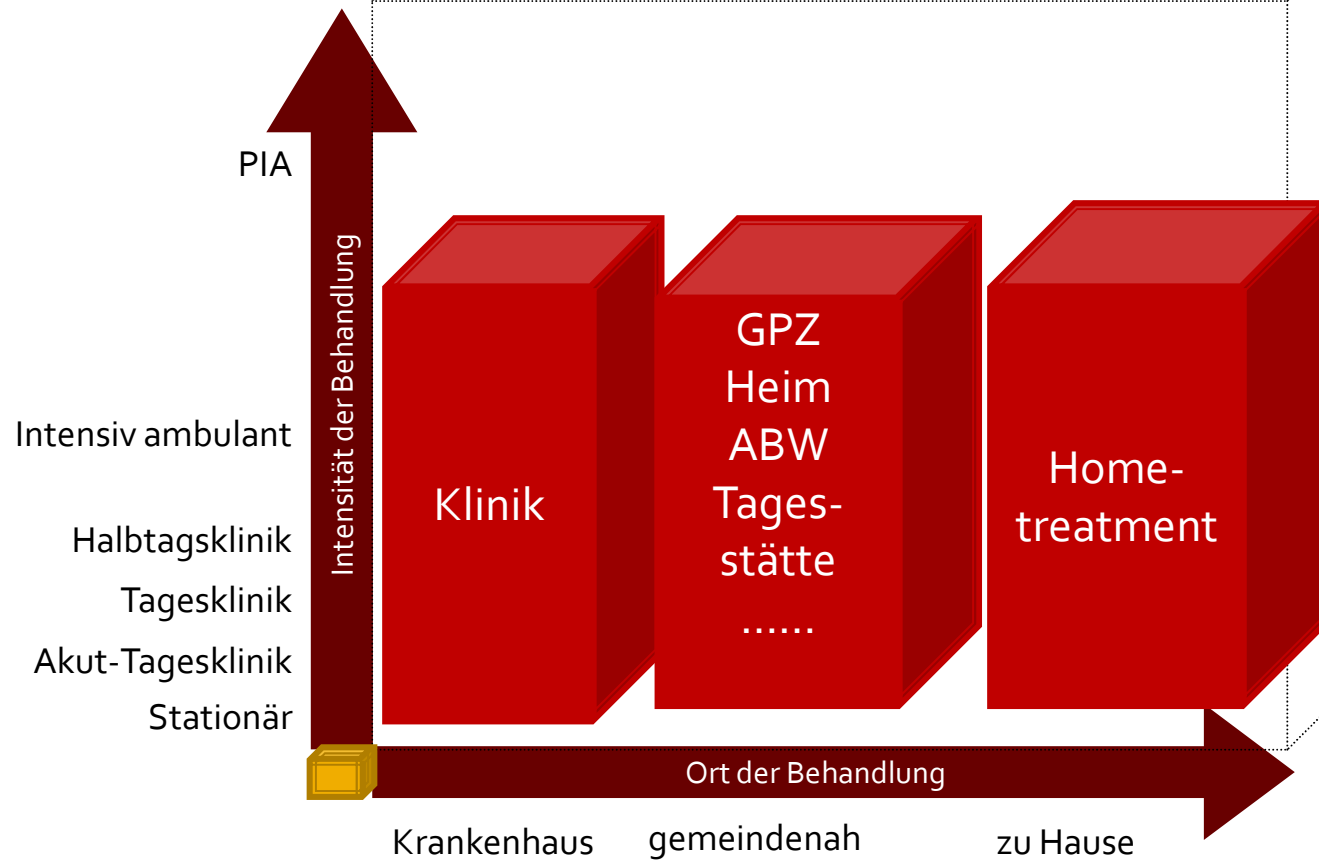 PIA
Intensität der Behandlung
Intensiv ambulant
Halbtagsklinik
Tagesklinik
Akut-Tagesklinik
Stationär
Klinik
GPZ
Heim
ABW
Tages-
stätte
......
Home-
treatment
Ort der Behandlung
Krankenhaus
gemeindenah
zu Hause